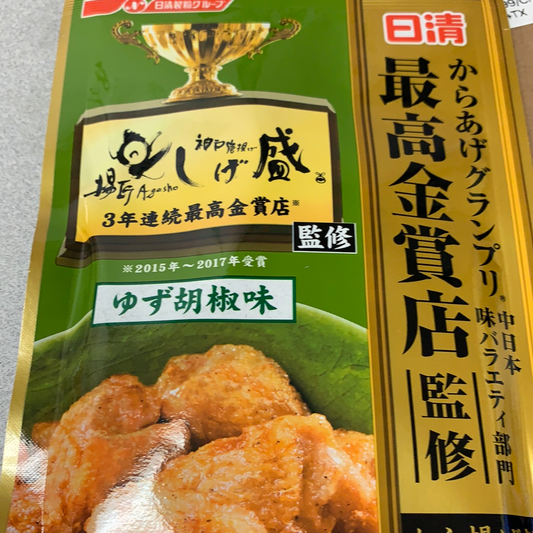 日清製粉グループ
日清
からあげグランプリ®
中日本
味バラエティ部門
最高金賞店
監修
揚匠 Agesho
神戸唐揚げ
しげ盛
3年連続最高金賞店※
監修
※2015年～2017年受賞
ゆず胡椒味